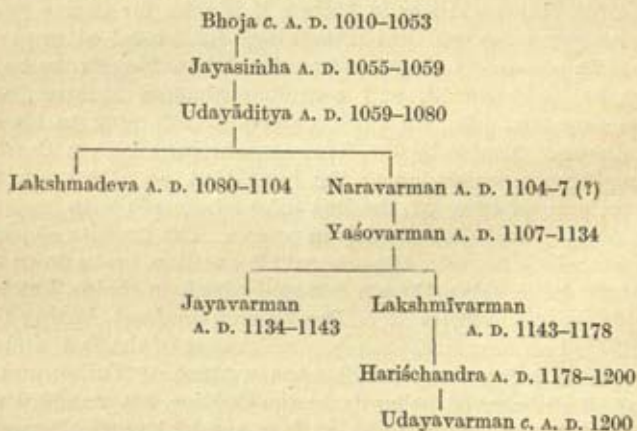 Bhoja c. A. D. 1010–1053
Jayasiṁha A. D. 1055–1059
Udayāditya A. D. 1059–1080
Lakshmadeva A. D. 1080–1104 Naravarman A. D. 1104–7 (?)
Yaśovarman A. D. 1107–1134
Jayavarman Lakshmīvarman
A. D. 1134–1143 A. D. 1143–1178
Hariśchandra A. D. 1178–1200
Udayavarman c. A. D. 1200